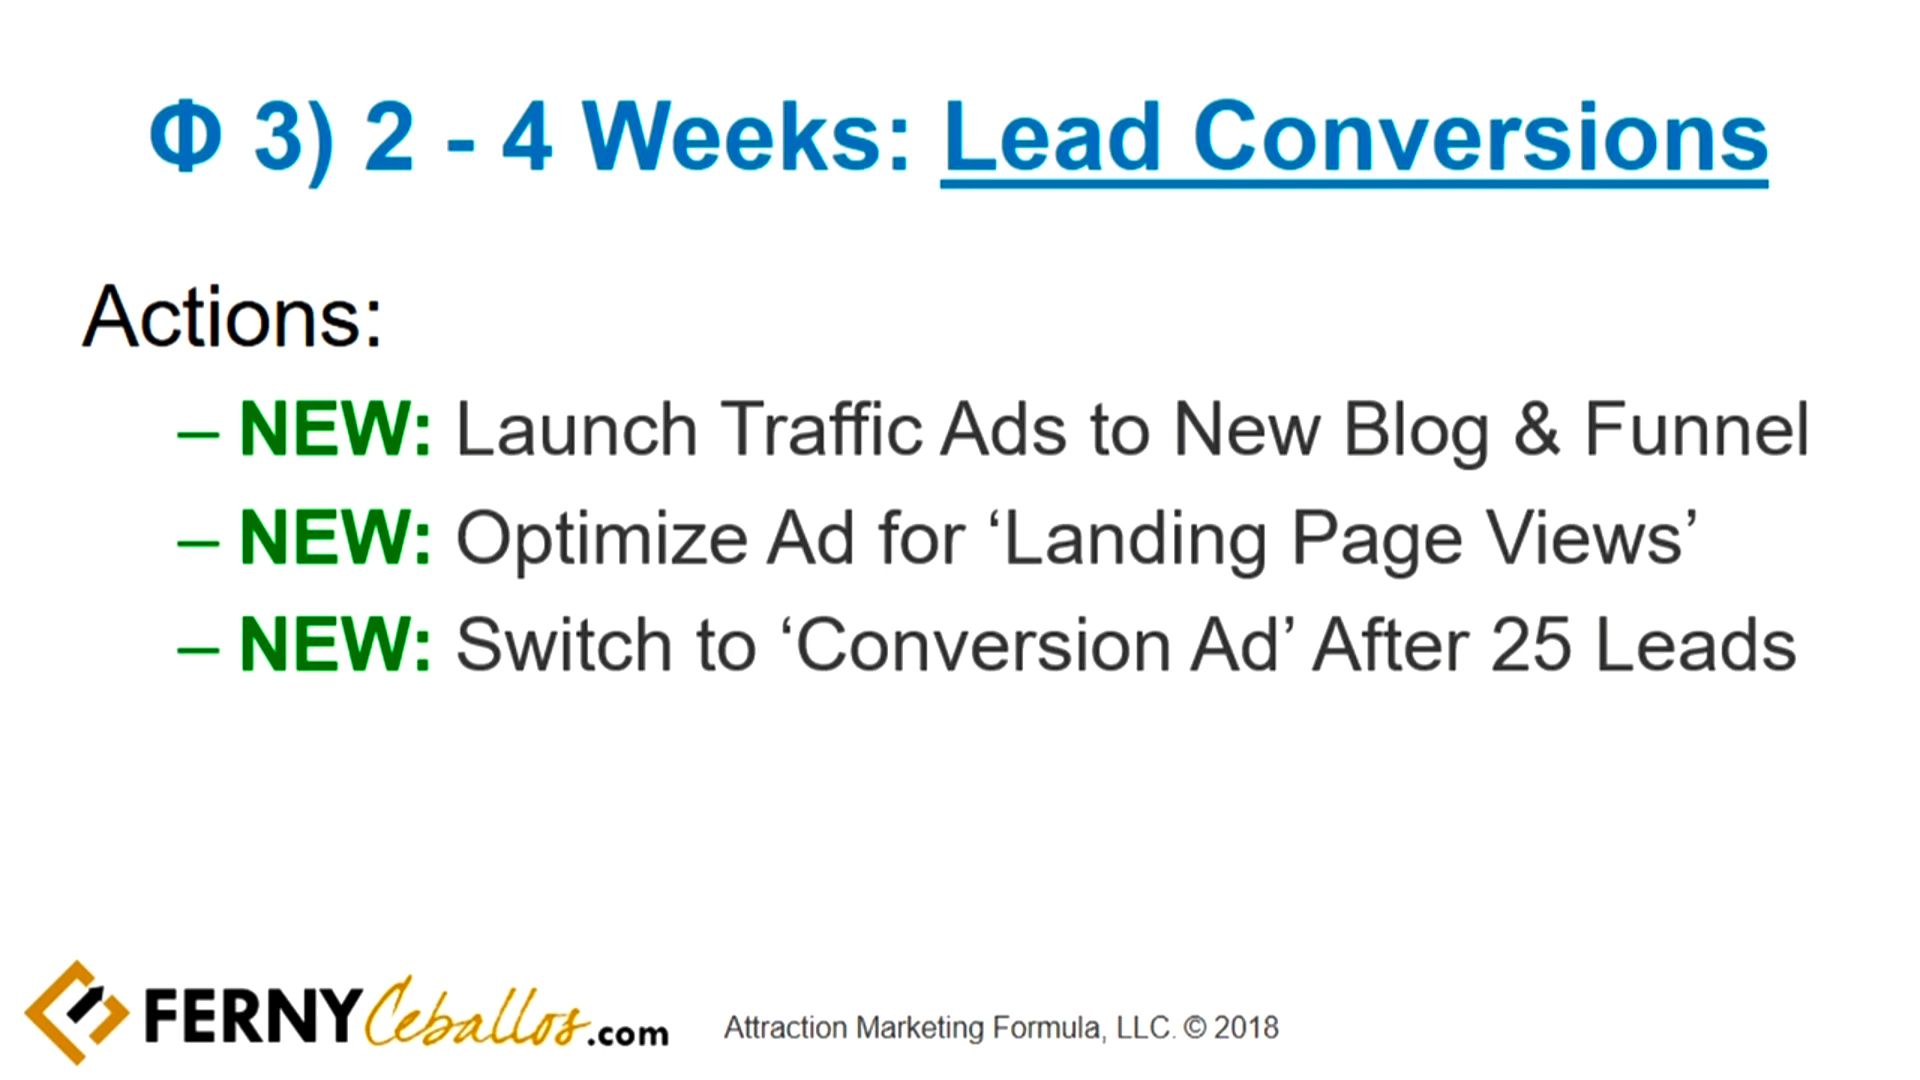 Φ 3) 2 - 4 Weeks: Lead Conversions
Actions:
– NEW: Launch Traffic Ads to New Blog & Funnel
– NEW: Optimize Ad for ‘Landing Page Views’
– NEW: Switch to ‘Conversion Ad’ After 25 Leads
FERNY Ceballos.com
Attraction Marketing Formula, LLC. © 2018